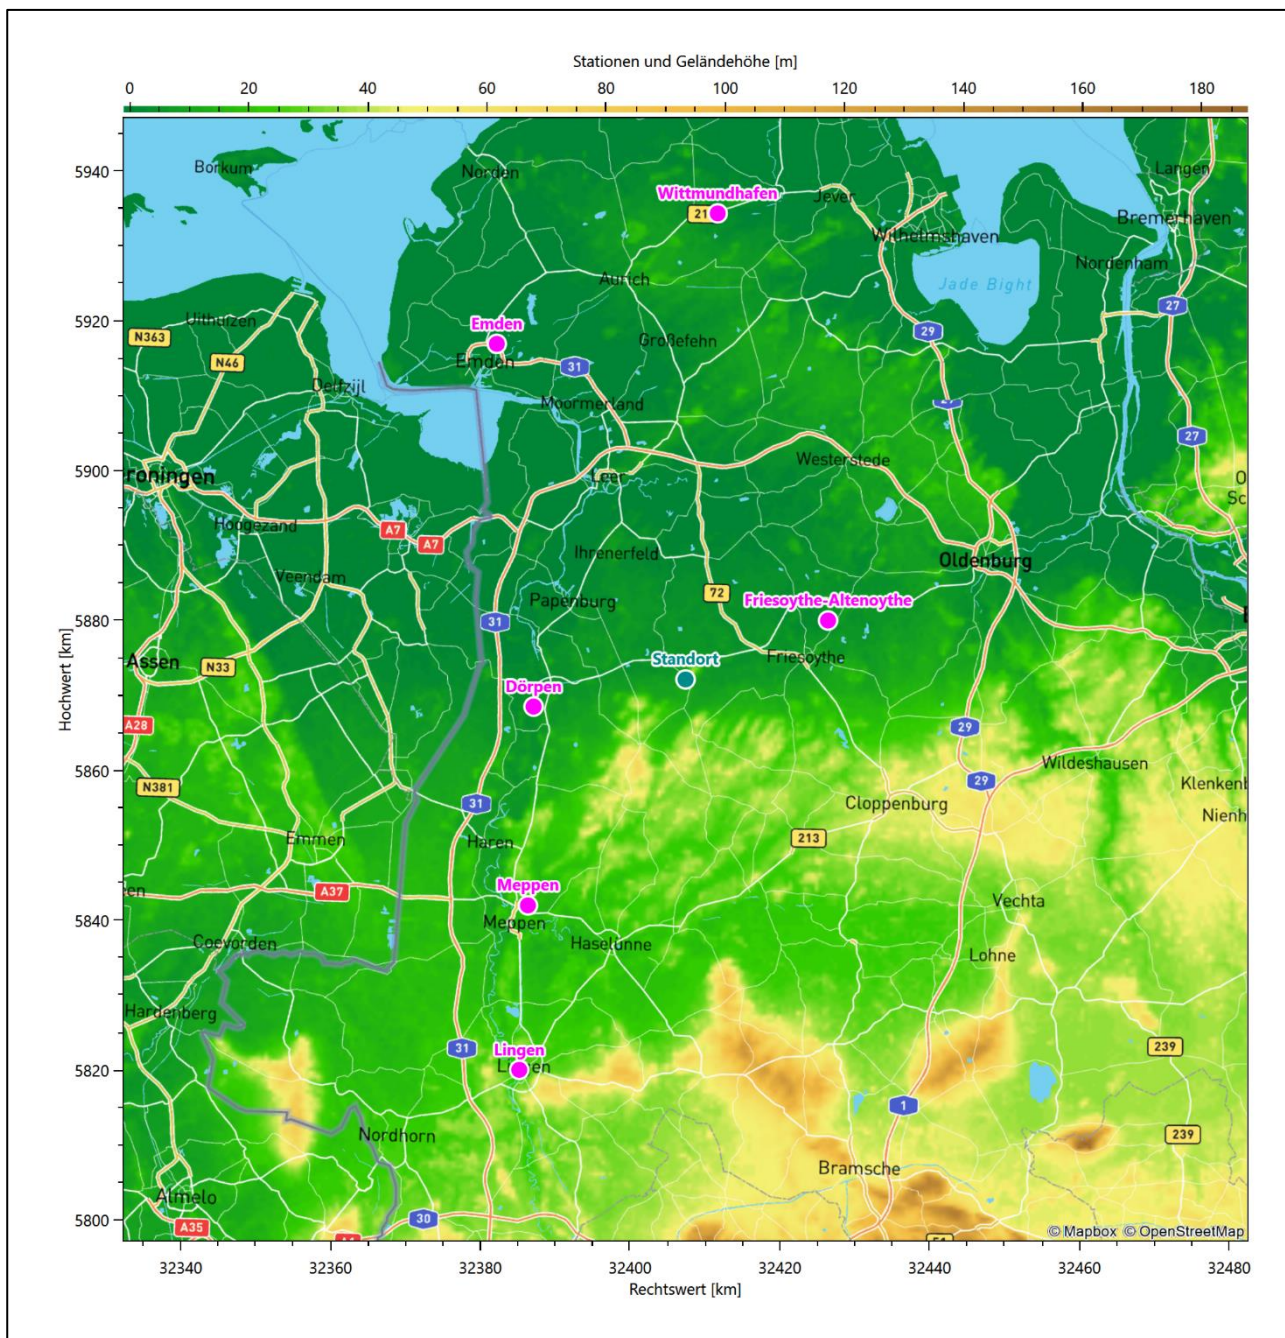 Stationen und Geländehöhe [m]
0 20 40 60 80 100 120 140 160 180
5940
5920
5900
5880
5860
5840
5820
5800
Hochwert [km]
Borkum
Norden
Langen
Wittmundhafen
Jever
21
Bremerhaven
Wilhelmshaven
Nordenham
Aurich
Jade Bight
27
Uithuizen
Emden
N363
Großefehn
29
N46
Emden
31
Delfzijl
Moormerland
27
Westerstede
roningen
Leer
Hoogezand
A7
A7
Ihrenerfeld
Oldenburg
Veendam
72
Papenburg
Friesoythe-Altenoythe
31
Assen
N33
Standort
Friesoythe
Dörpen
A28
29
Wildeshausen
N381
29
Klenkenb
31
Cloppenburg
Nienh
Emmen
Haren
213
en
A37
Meppen
Meppen
Vechta
Coevorden
Haselünne
Lohne
Hardenberg
31
239
Lingen
Lingen
1
Nordhorn
239
Bramsche
Almelo
A35
30
© Mapbox © OpenStreetMap
32340 32360 32380 32400 32420 32440 32460 32480
Rechtswert [km]